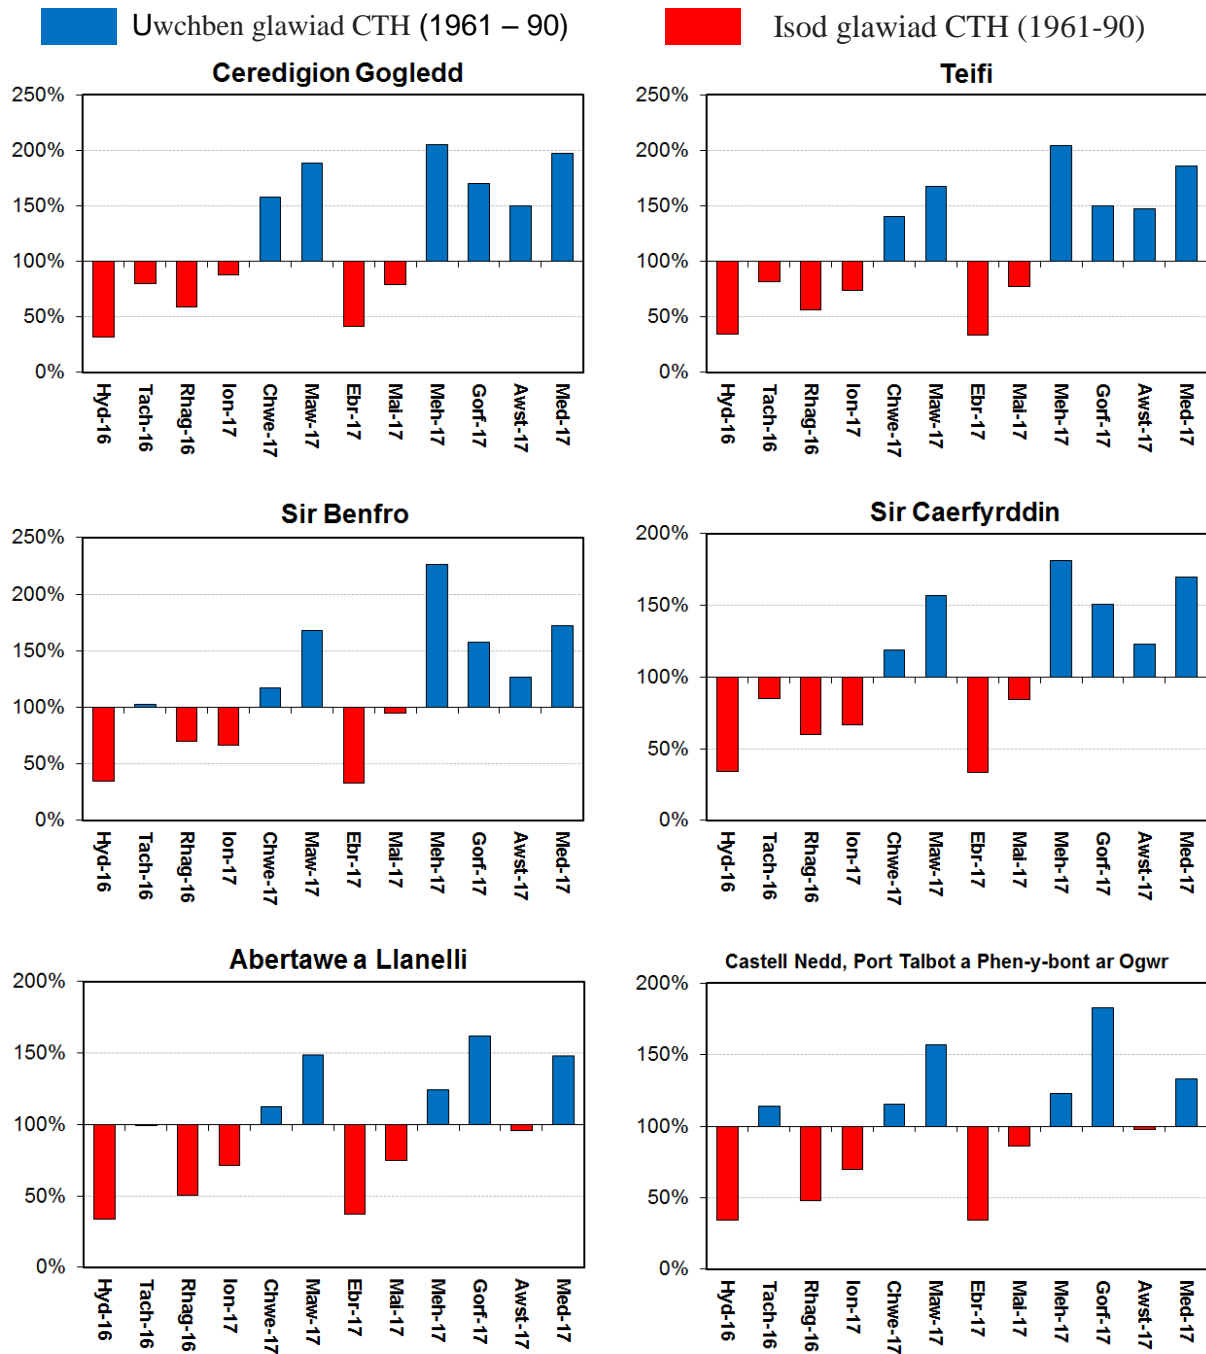 Uwchben glawiad CTH (1961 – 90)
Isod glawiad CTH (1961-90)
Ceredigion Gogledd
250%
200%
150%
100%
50%
0%
Hyd-16
Tach-16
Rhag-16
Ion-17
Chwe-17
Maw-17
Ebr-17
Mai-17
Meh-17
Gorf-17
Awst-17
Med-17
Teifi
250%
200%
150%
100%
50%
0%
Hyd-16
Tach-16
Rhag-16
Ion-17
Chwe-17
Maw-17
Ebr-17
Mai-17
Meh-17
Gorf-17
Awst-17
Med-17
Sir Benfro
250%
200%
150%
100%
50%
0%
Hyd-16
Tach-16
Rhag-16
Ion-17
Chwe-17
Maw-17
Ebr-17
Mai-17
Meh-17
Gorf-17
Awst-17
Med-17
Sir Caerfyrddin
200%
150%
100%
50%
0%
Hyd-16
Tach-16
Rhag-16
Ion-17
Chwe-17
Maw-17
Ebr-17
Mai-17
Meh-17
Gorf-17
Awst-17
Med-17
Abertawe a Llanelli
200%
150%
100%
50%
0%
Hyd-16
Tach-16
Rhag-16
Ion-17
Chwe-17
Maw-17
Ebr-17
Mai-17
Meh-17
Gorf-17
Awst-17
Med-17
Castell Nedd, Port Talbot a Phen-y-bont ar Ogwr
200%
150%
100%
50%
0%
Hyd-16
Tach-16
Rhag-16
Ion-17
Chwe-17
Maw-17
Ebr-17
Mai-17
Meh-17
Gorf-17
Awst-17
Med-17